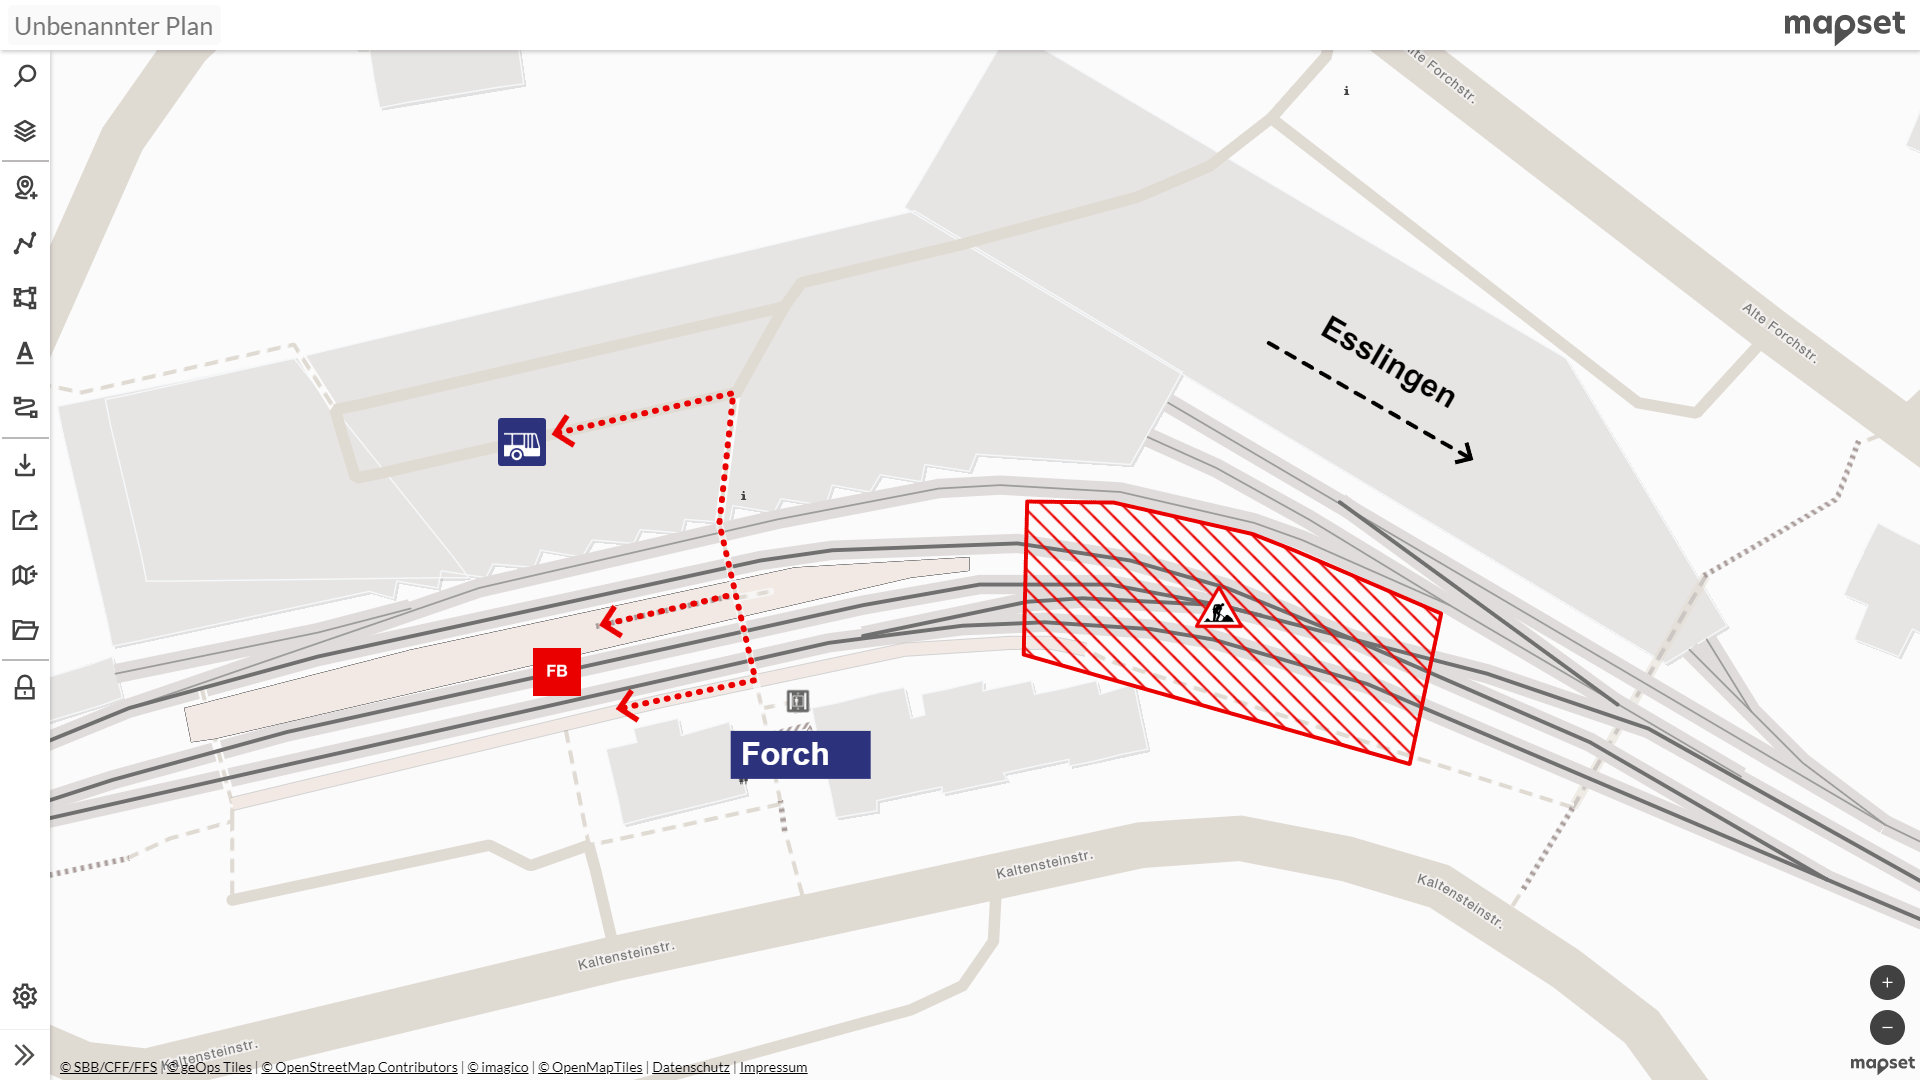 Unbenannter Plan
mapset
Alte Forchstr.
i
Alte Forchstr.
Esslingen
i
FB
Forch
Kaltensteinstr.
Kaltensteinstr.
Kaltensteinstr.
Kaltensteinstr.
© SBB/CFF/FFS | © geOps Tiles | © OpenStreetMap Contributors | © imagico | © OpenMapTiles | Datenschutz | Impressum
mapset